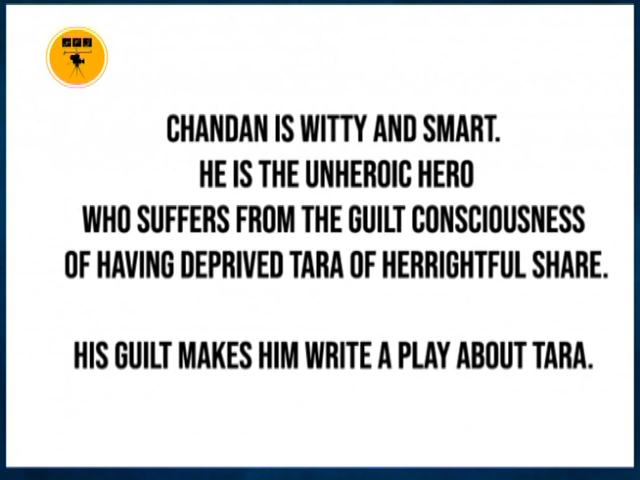 CHANDAN IS WITTY AND SMART.
HE IS THE UNHEROIC HERO
WHO SUFFERS FROM THE GUILT CONSCIOUSNESS
OF HAVING DEPRIVED TARA OF HERRIGHTFUL SHARE.
HIS GUILT MAKES HIM WRITE A PLAY ABOUT TARA.